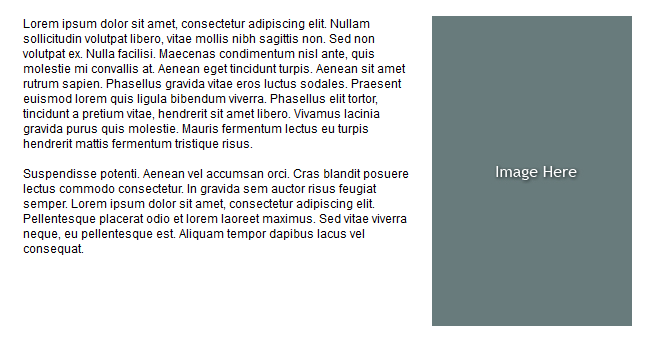 Lorem ipsum dolor sit amet, consectetur adipiscing elit. Nullam
sollicitudin volutpat libero, vitae mollis nibh sagittis non. Sed non
volutpat ex. Nulla facilisi. Maecenas condimentum nisl ante, quis
molestie mi convallis at. Aenean eget tincidunt turpis. Aenean sit amet
rutrum sapien. Phasellus gravida vitae eros luctus sodales. Praesent
euismod lorem quis ligula bibendum viverra. Phasellus elit tortor,
tincidunt a pretium vitae, hendrerit sit amet libero. Vivamus lacinia
gravida purus quis molestie. Mauris fermentum lectus eu turpis
hendrerit mattis fermentum tristique risus.
Suspendisse potenti. Aenean vel accumsan orci. Cras blandit posuere
lectus commodo consectetur. In gravida sem auctor risus feugiat
semper. Lorem ipsum dolor sit amet, consectetur adipiscing elit.
Pellentesque placerat odio et lorem laoreet maximus. Sed vitae viverra
neque, eu pellentesque est. Aliquam tempor dapibus lacus vel
consequat.
Image Here